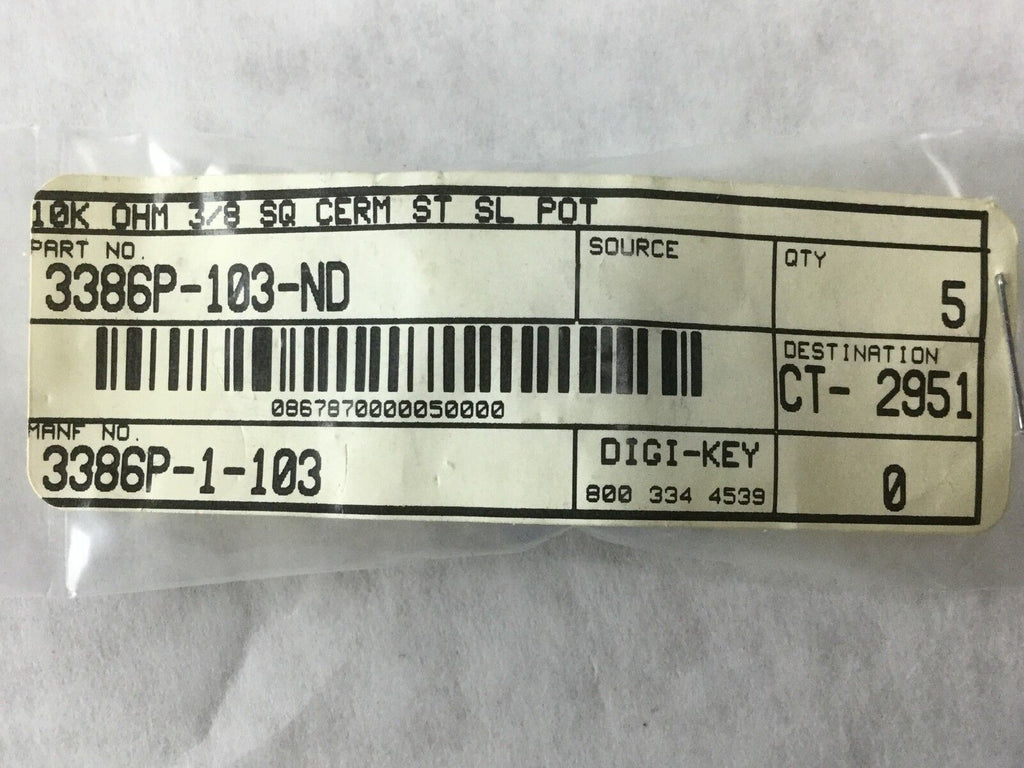 10K OHM 3/8 SQ CERM ST SL POT
PART NO.
3386P-103-ND
SOURCE
QTY
5
0867870000050000
DESTINATION
CT- 2951
MANF NO.
3386P-1-103
DIGI-KEY
800 334 4539
0